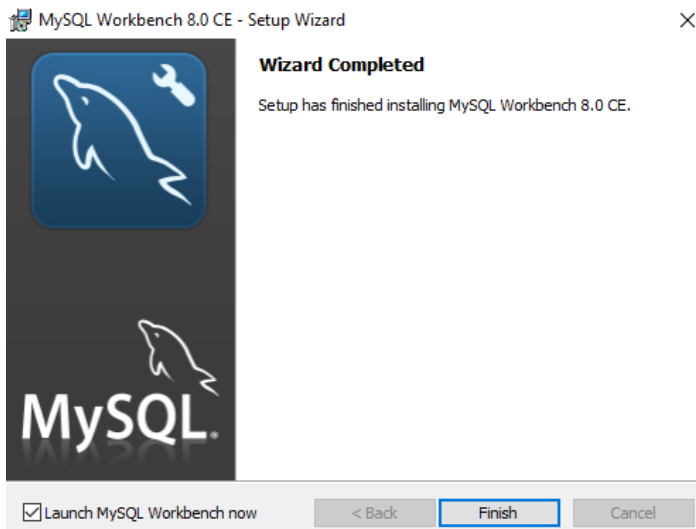 MySQL Workbench 8.0 CE - Setup Wizard
Wizard Completed
Setup has finished installing MySQL Workbench 8.0 CE.
MySQL®
Launch MySQL Workbench now
< Back
Finish
Cancel